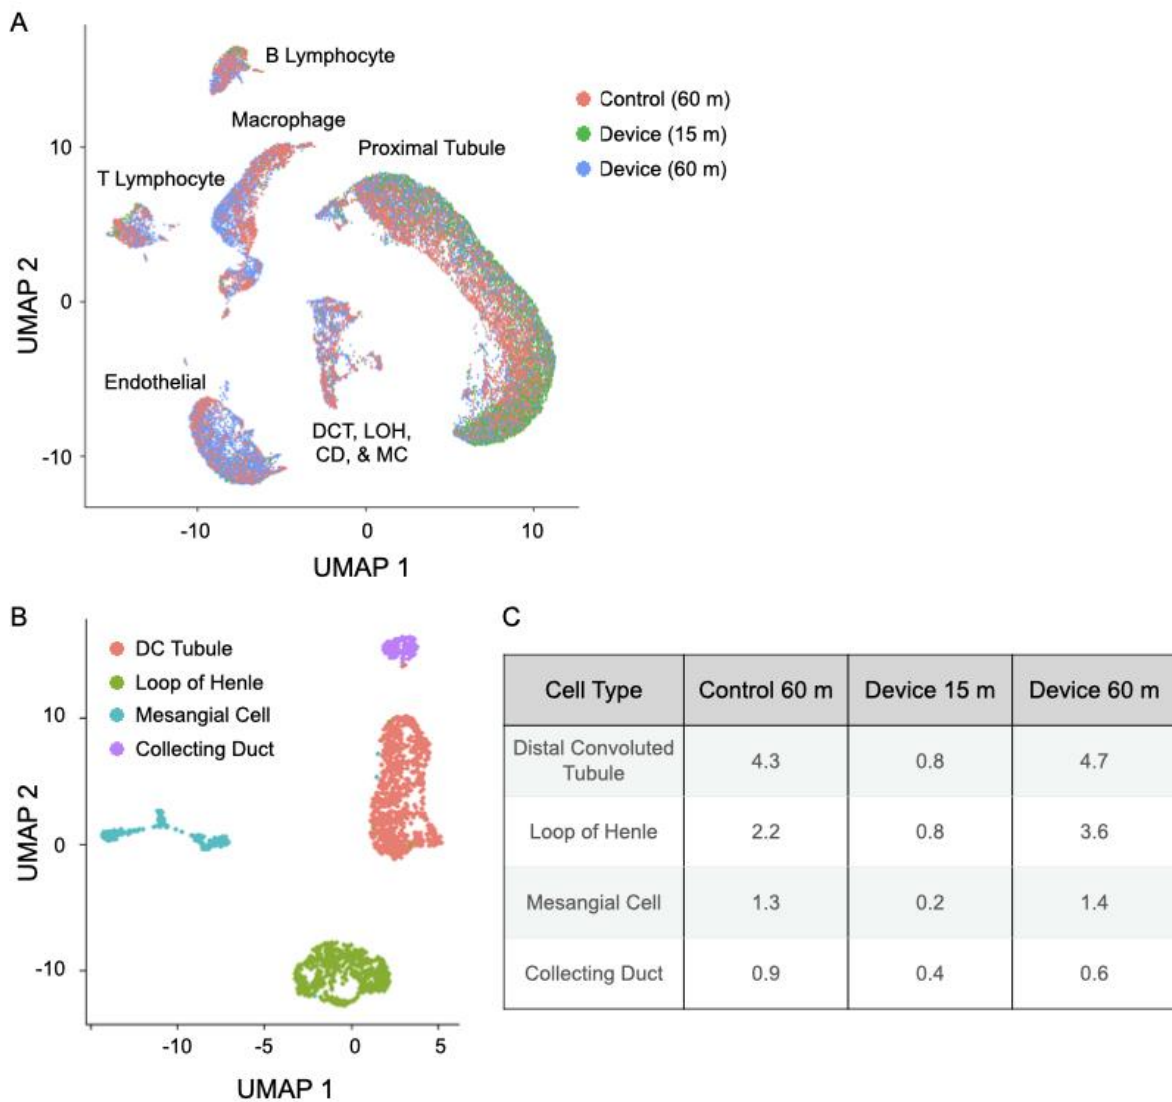 A
B Lymphocyte
Macrophage
T Lymphocyte
Proximal Tubule
Endothelial
DCT, LOH,
CD, & MC
Control (60 m)
Device (15 m)
Device (60 m)
10
0
-10
UMAP 2
-10
0
10
UMAP 1
B
DC Tubule
Loop of Henle
Mesangial Cell
Collecting Duct
10
0
-10
UMAP 2
-10
-5
0
5
UMAP 1
C
Cell Type Control 60 m Device 15 m Device 60 m
Distal Convoluted
Tubule 4.3 0.8 4.7
Loop of Henle 2.2 0.8 3.6
Mesangial Cell 1.3 0.2 1.4
Collecting Duct 0.9 0.4 0.6